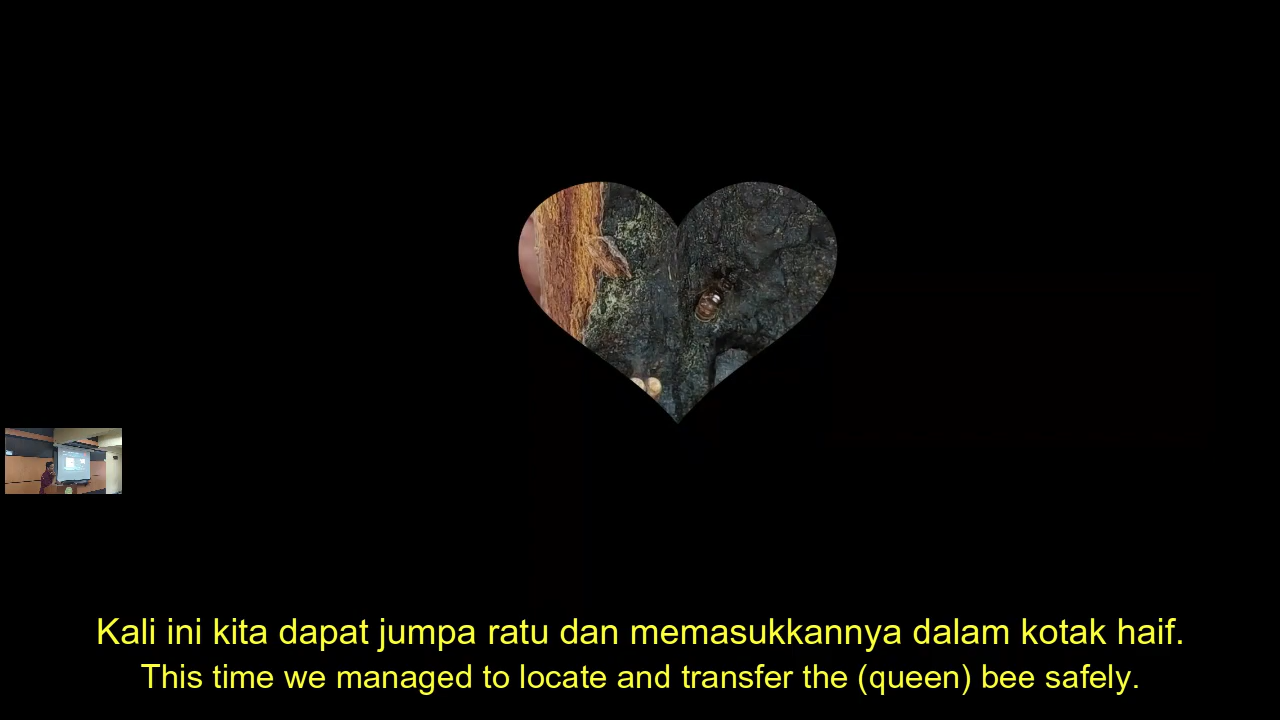 Kali ini kita dapat jumpa ratu dan memasukkannya dalam kotak haif.
This time we managed to locate and transfer the (queen) bee safely.